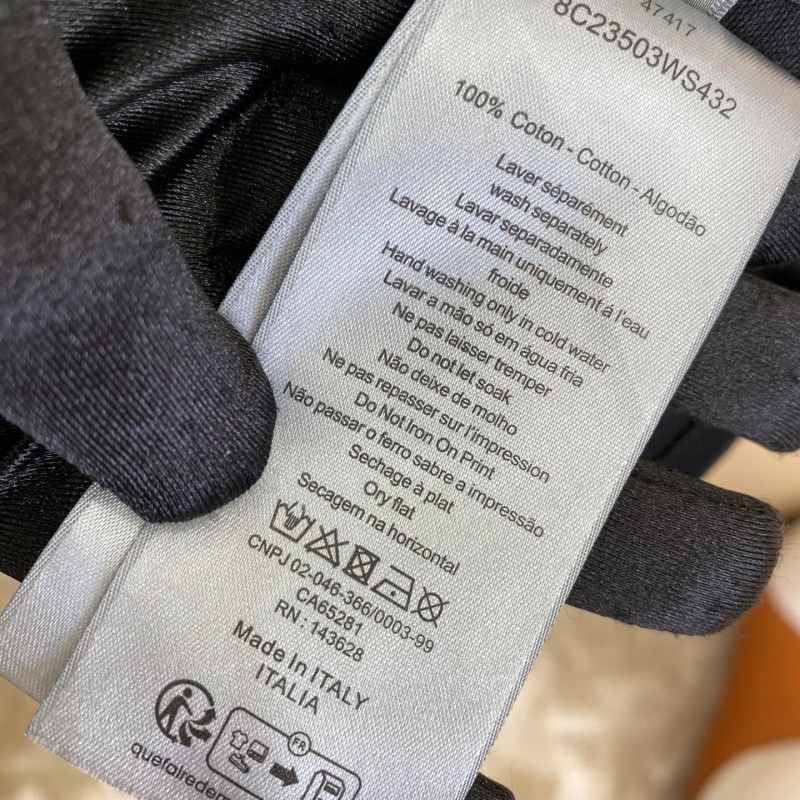 47417
8C23503WS432
100% Coton - Cotton - Algodão
Laver séparément
wash separately
Lavar separadamente
Lavage à la main uniquement à l'eau
froide
Hand washing only in cold water
Lavar a mão só em água fria
Ne pas laisser tremper
Do not let soak
Não deixe de molho
Ne pas repasser sur l'impression
Do Not Iron On Print
Não passar o ferro sabre a impressão
Sechage à plat
Ory flat
Secagem na horizontal
CNPJ 02-046-366/0003-99
CA65281
RN : 143628
Made In ITALY
ITALIA
FR
quefairedem